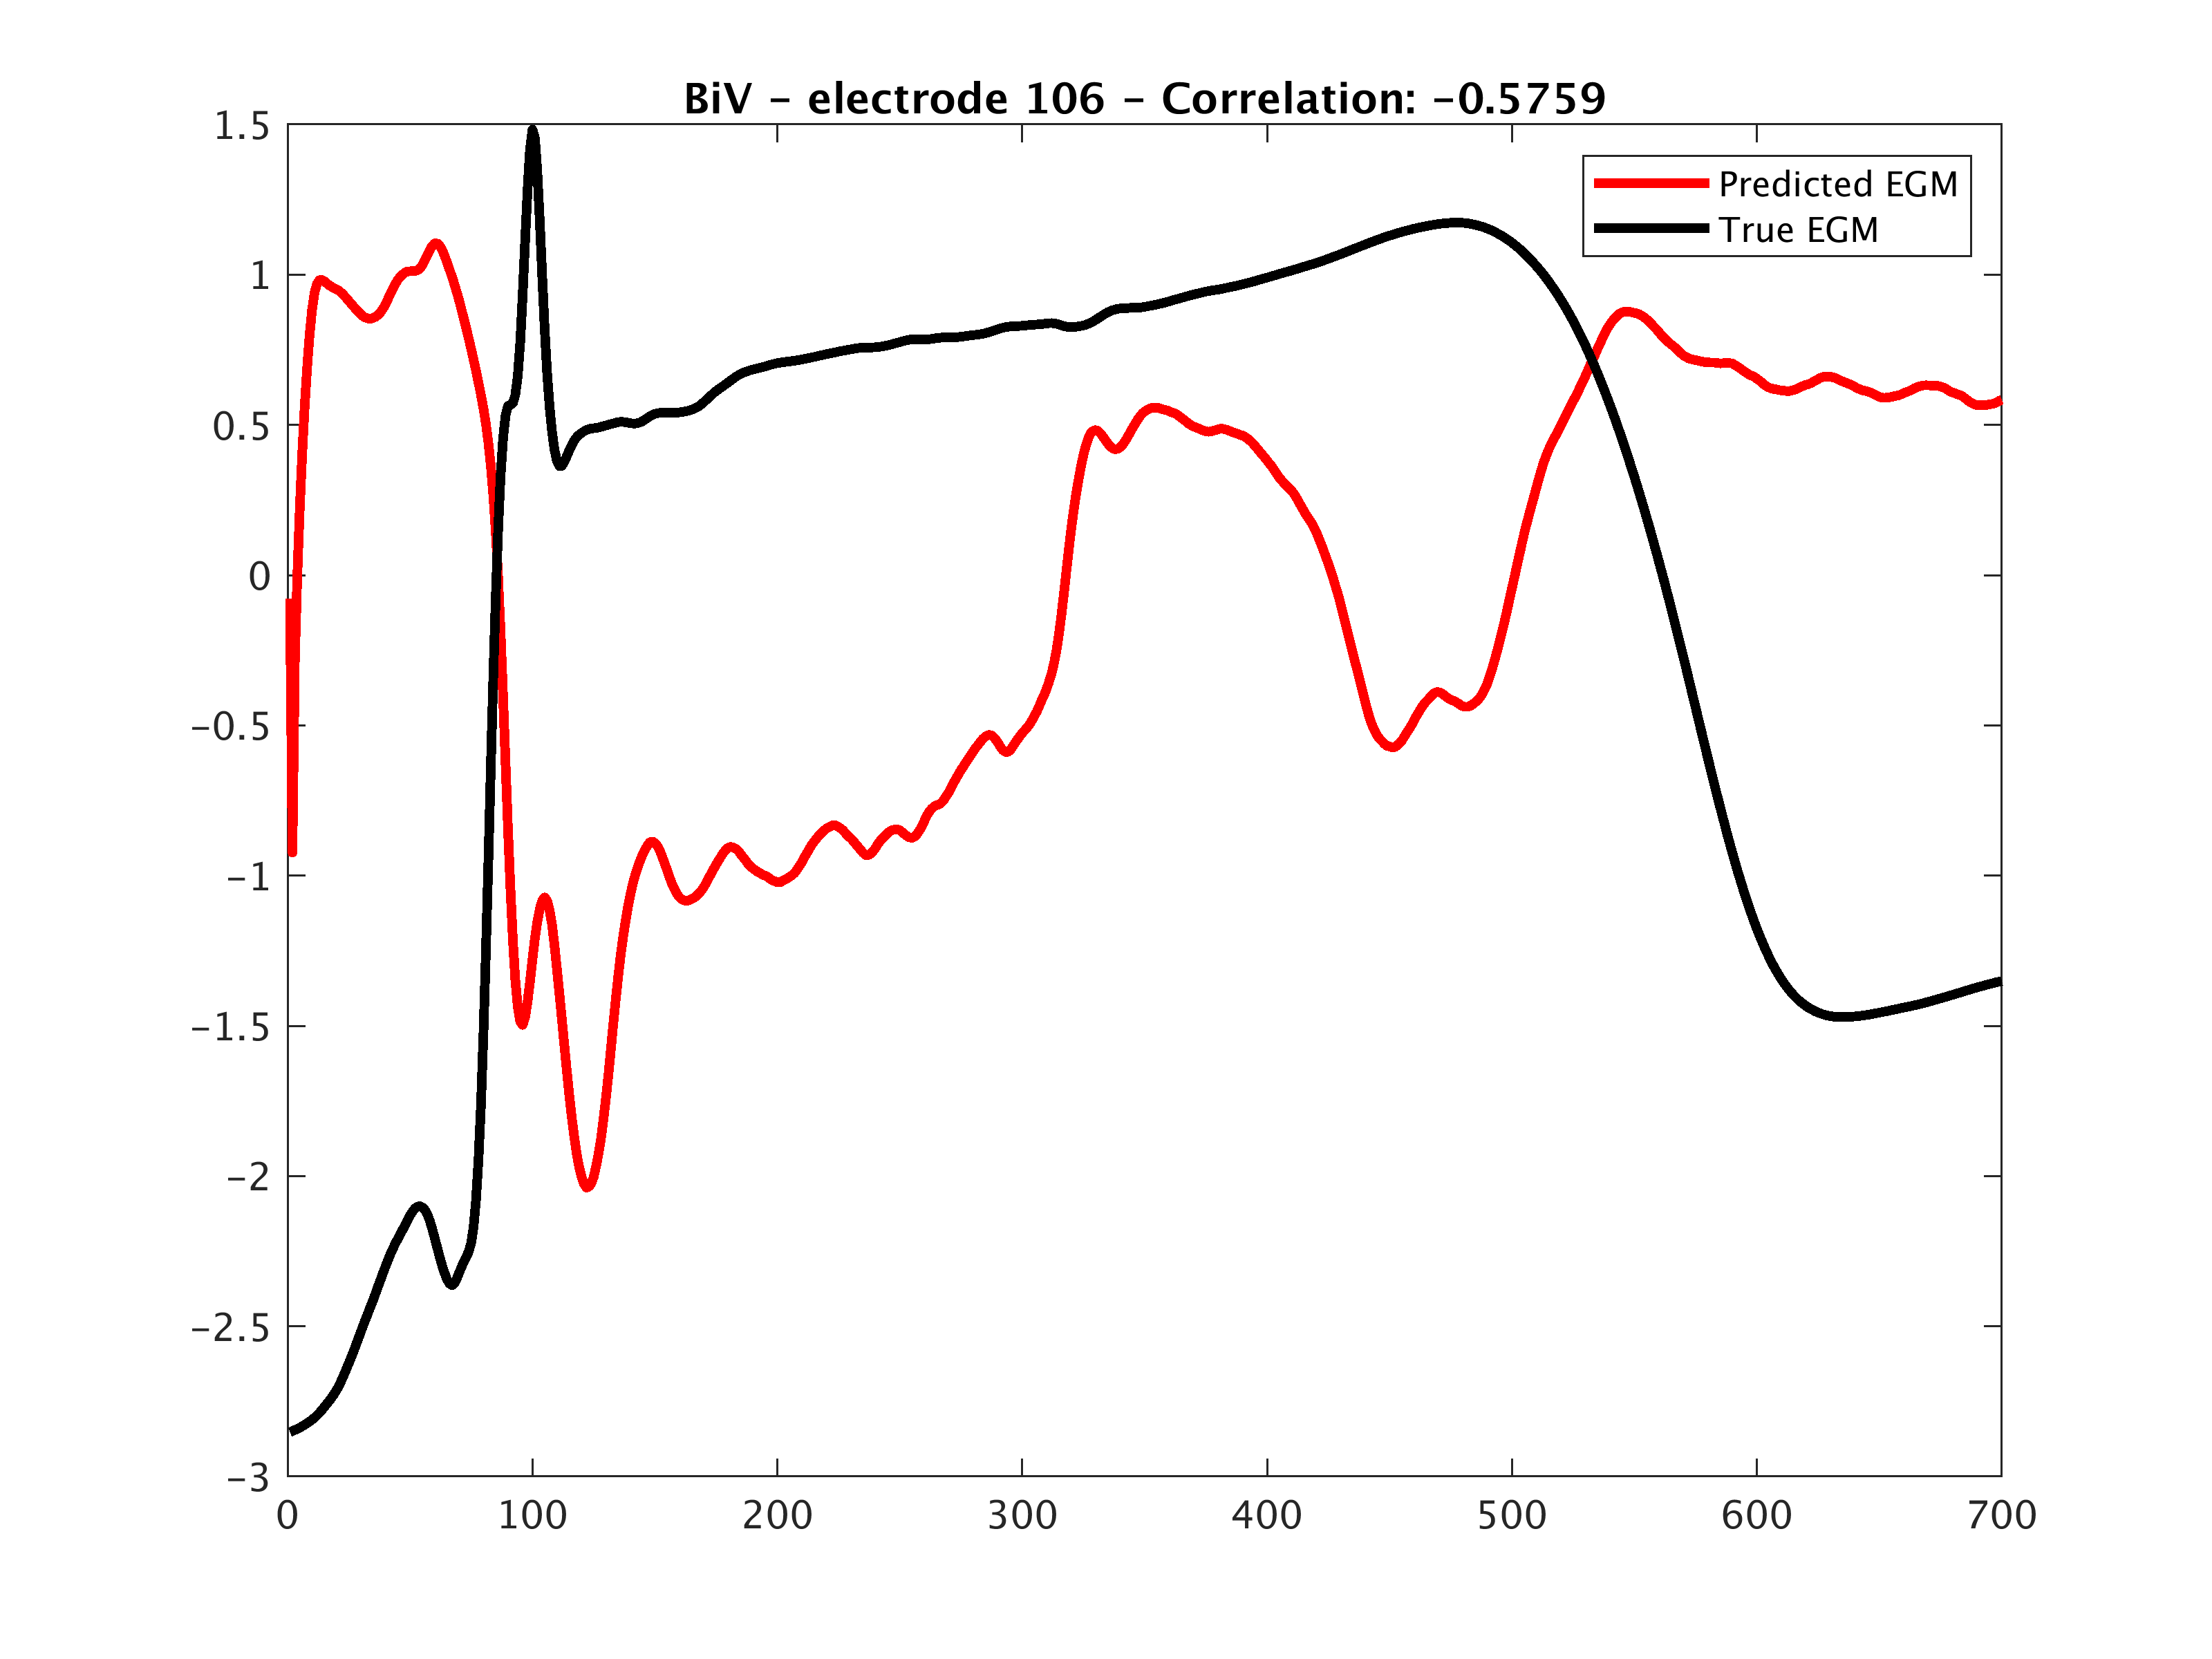 BiV – electrode 106 – Correlation: –0.5759
Predicted EGM
True EGM
1.5
1
0.5
0
–0.5
–1
–1.5
–2
–2.5
–3
0 100 200 300 400 500 600 700